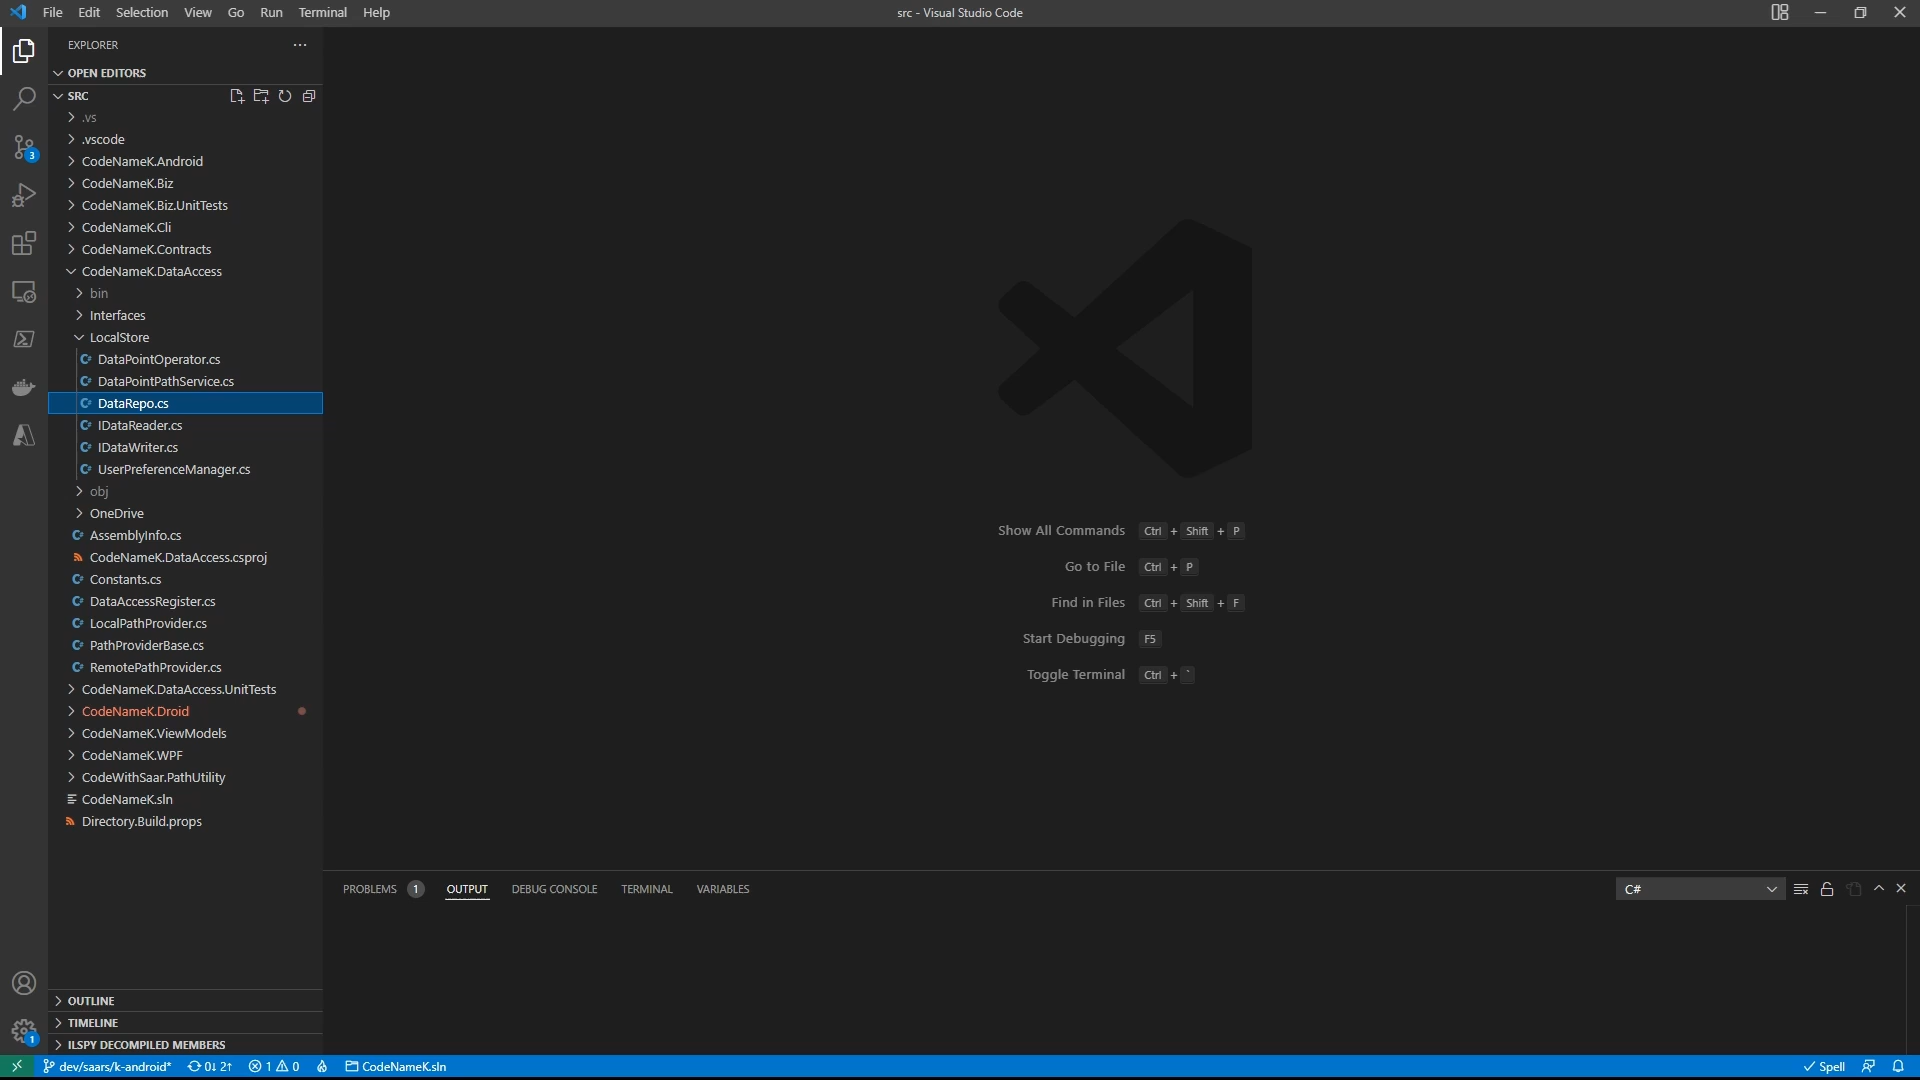 File Edit Selection View Go Run Terminal Help
src - Visual Studio Code
EXPLORER
OPEN EDITORS
SRC
.vs
.vscode
CodeNameK.Android
CodeNameK.Biz
CodeNameK.Biz.UnitTests
CodeNameK.Cli
CodeNameK.Contracts
CodeNameK.DataAccess
bin
Interfaces
LocalStore
DataPointOperator.cs
DataPointPathService.cs
DataRepo.cs
IDataReader.cs
IDataWriter.cs
UserPreferenceManager.cs
obj
OneDrive
AssemblyInfo.cs
CodeNameK.DataAccess.csproj
Constants.cs
DataAccessRegister.cs
LocalPathProvider.cs
PathProviderBase.cs
RemotePathProvider.cs
CodeNameK.DataAccess.UnitTests
CodeNameK.Droid
CodeNameK.ViewModels
CodeNameK.WPF
CodeWithSaar.PathUtility
CodeNameK.sln
Directory.Build.props
OUTLINE
TIMELINE
ILSPY DECOMPILED MEMBERS
3
1
Show All Commands Ctrl + Shift + P
Go to File Ctrl + P
Find in Files Ctrl + Shift + F
Start Debugging F5
Toggle Terminal Ctrl + `
PROBLEMS 1 OUTPUT DEBUG CONSOLE TERMINAL VARIABLES
C#
dev/saars/k-android* 0↓ 2↑ 1 0 CodeNameK.sln
Spell